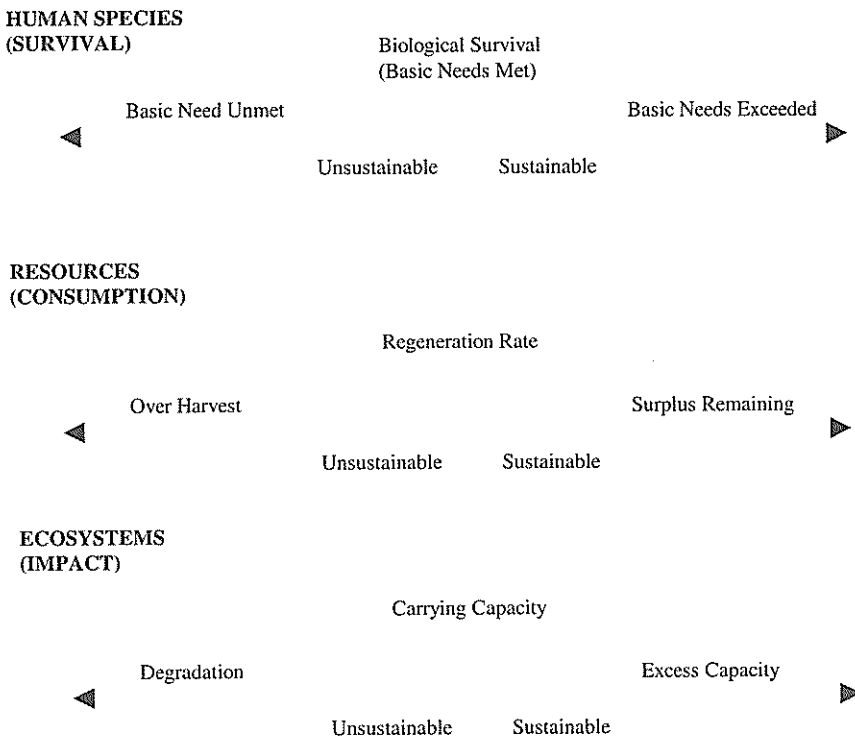 HUMAN SPECIES
(SURVIVAL)
Biological Survival
(Basic Needs Met)
Basic Need Unmet
Basic Needs Exceeded
Unsustainable Sustainable
RESOURCES
(CONSUMPTION)
Regeneration Rate
Over Harvest
Surplus Remaining
Unsustainable Sustainable
ECOSYSTEMS
(IMPACT)
Carrying Capacity
Degradation
Excess Capacity
Unsustainable Sustainable